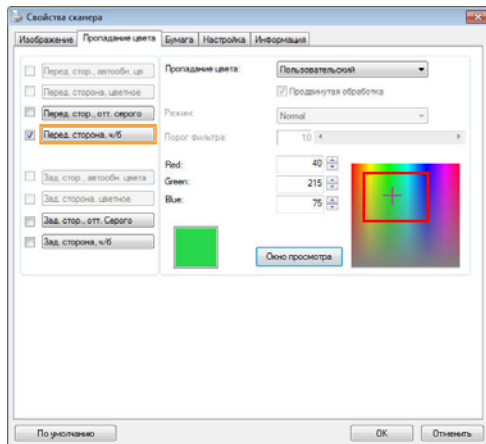 Свойства сканера
Изображение Пропадание цвета Бумага Настройка Информация
Перед. стор., автообн. цв
Перед. сторона, цветное
Перед. стор., отт. серого
Перед. сторона, ч/б
Зад. стор., автообн. цвета
Зад. сторона, цветное
Зад. стор., отт. Серого
Зад. сторона, ч/б
Пропадание цвета: Пользовательский
Продвинутая обработка
Режим: Normal
Порог фильтра: 10
Red: 40
Green: 215
Blue: 75
Окно просмотра
По умолчанию OK Отменить